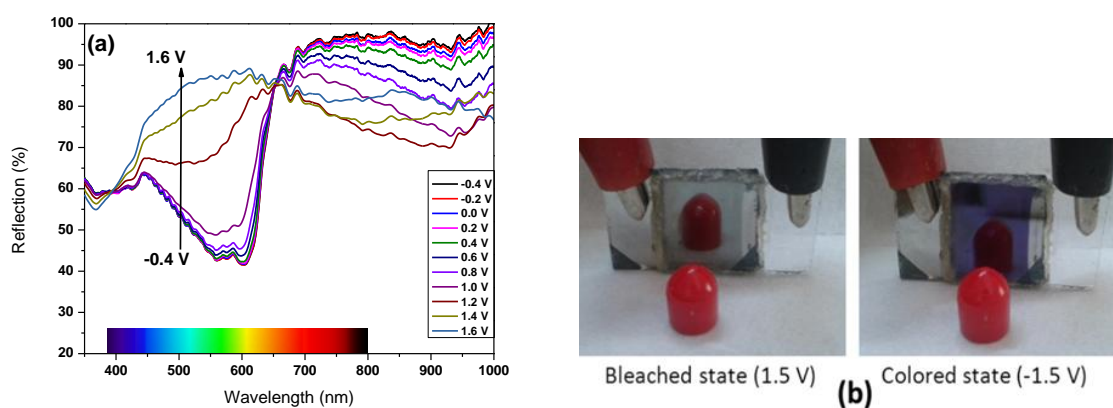 (a)
1.6 V
-0.4 V
100
90
80
70
60
50
40
30
20
Reflection (%)
400 500 600 700 800 900 1000
Wavelength (nm)
-0.4 V
-0.2 V
0.0 V
0.2 V
0.4 V
0.6 V
0.8 V
1.0 V
1.2 V
1.4 V
1.6 V
Bleached state (1.5 V) Colored state (-1.5 V)
(b)